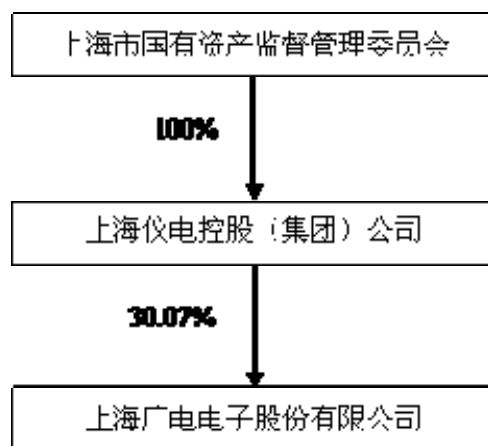 上海市国有资产监督管理委员会
100%
上海仪电控股（集团）公司
30.07%
上海广电电子股份有限公司